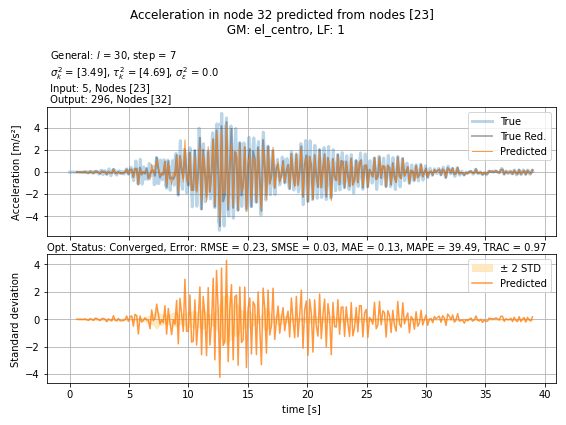 Acceleration in node 32 predicted from nodes [23]
GM: el_centro, LF: 1
General: l = 30, step = 7
σ²ₖ = [3.49], τ²ₖ = [4.69], σ²ε = 0.0
Input: 5, Nodes [23]
Output: 296, Nodes [32]
Acceleration [m/s²]
4
2
0
−2
−4
True
True Red.
Predicted
Opt. Status: Converged, Error: RMSE = 0.23, SMSE = 0.03, MAE = 0.13, MAPE = 39.49, TRAC = 0.97
Standard deviation
4
2
0
−2
−4
± 2 STD
Predicted
0 5 10 15 20 25 30 35 40
time [s]